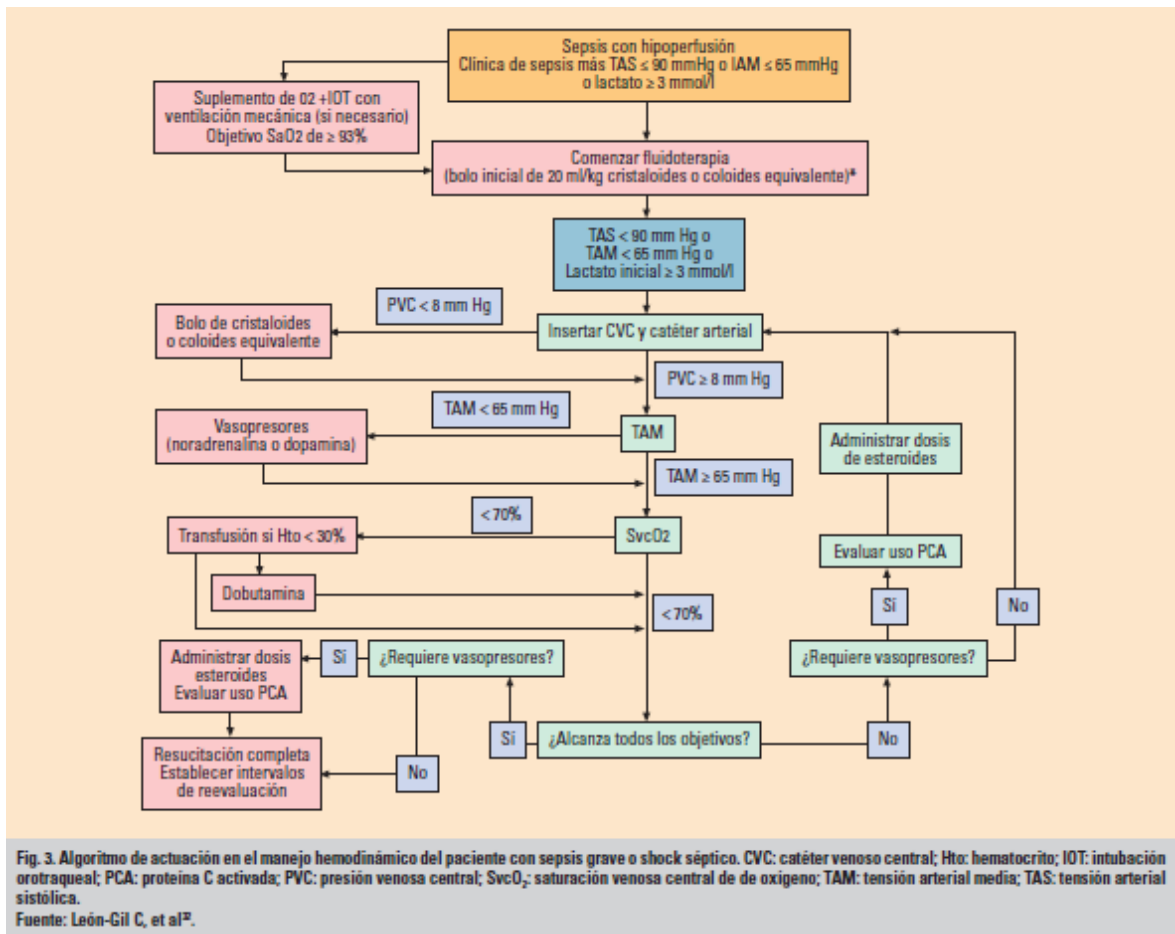 Sepsis con hipoperfusión
Clínica de sepsis más TAS ≤ 90 mmHg o IAM ≤ 65 mmHg
o lactato ≥ 3 mmol/l
Suplemento de 02 +IOT con
ventilación mecánica (si necesario)
Objetivo SaO2 de ≥ 93%
Comenzar fluidoterapia
(bolo inicial de 20 ml/kg cristaloides o coloides equivalente)*
TAS < 90 mm Hg o
TAM < 65 mm Hg o
Lactato inicial ≥ 3 mmol/l
PVC < 8 mm Hg
Bolo de cristaloides
o coloides equivalente
Insertar CVC y catéter arterial
PVC ≥ 8 mm Hg
TAM < 65 mm Hg
Vasopresores
(noradrenalina o dopamina)
TAM
Administrar dosis
de esteroides
TAM ≥ 65 mm Hg
< 70%
Transfusión si Hto < 30%
SvcO2
Evaluar uso PCA
Dobutamina
< 70%
Sí
No
Administrar dosis
esteroides
Evaluar uso PCA
Sí
¿Requiere vasopresores?
¿Requiere vasopresores?
Sí
¿Alcanza todos los objetivos?
No
Resucitación completa
Establecer intervalos
de reevaluación
No
Fig. 3. Algoritmo de actuación en el manejo hemodinámico del paciente con sepsis grave o shock séptico. CVC: catéter venoso central; Hto: hematocrito; IOT: intubación
orotraqueal; PCA: proteína C activada; PVC: presión venosa central; SvcO2: saturación venosa central de de oxígeno; TAM: tensión arterial media; TAS: tensión arterial
sistólica.
Fuente: León-Gil C, et al